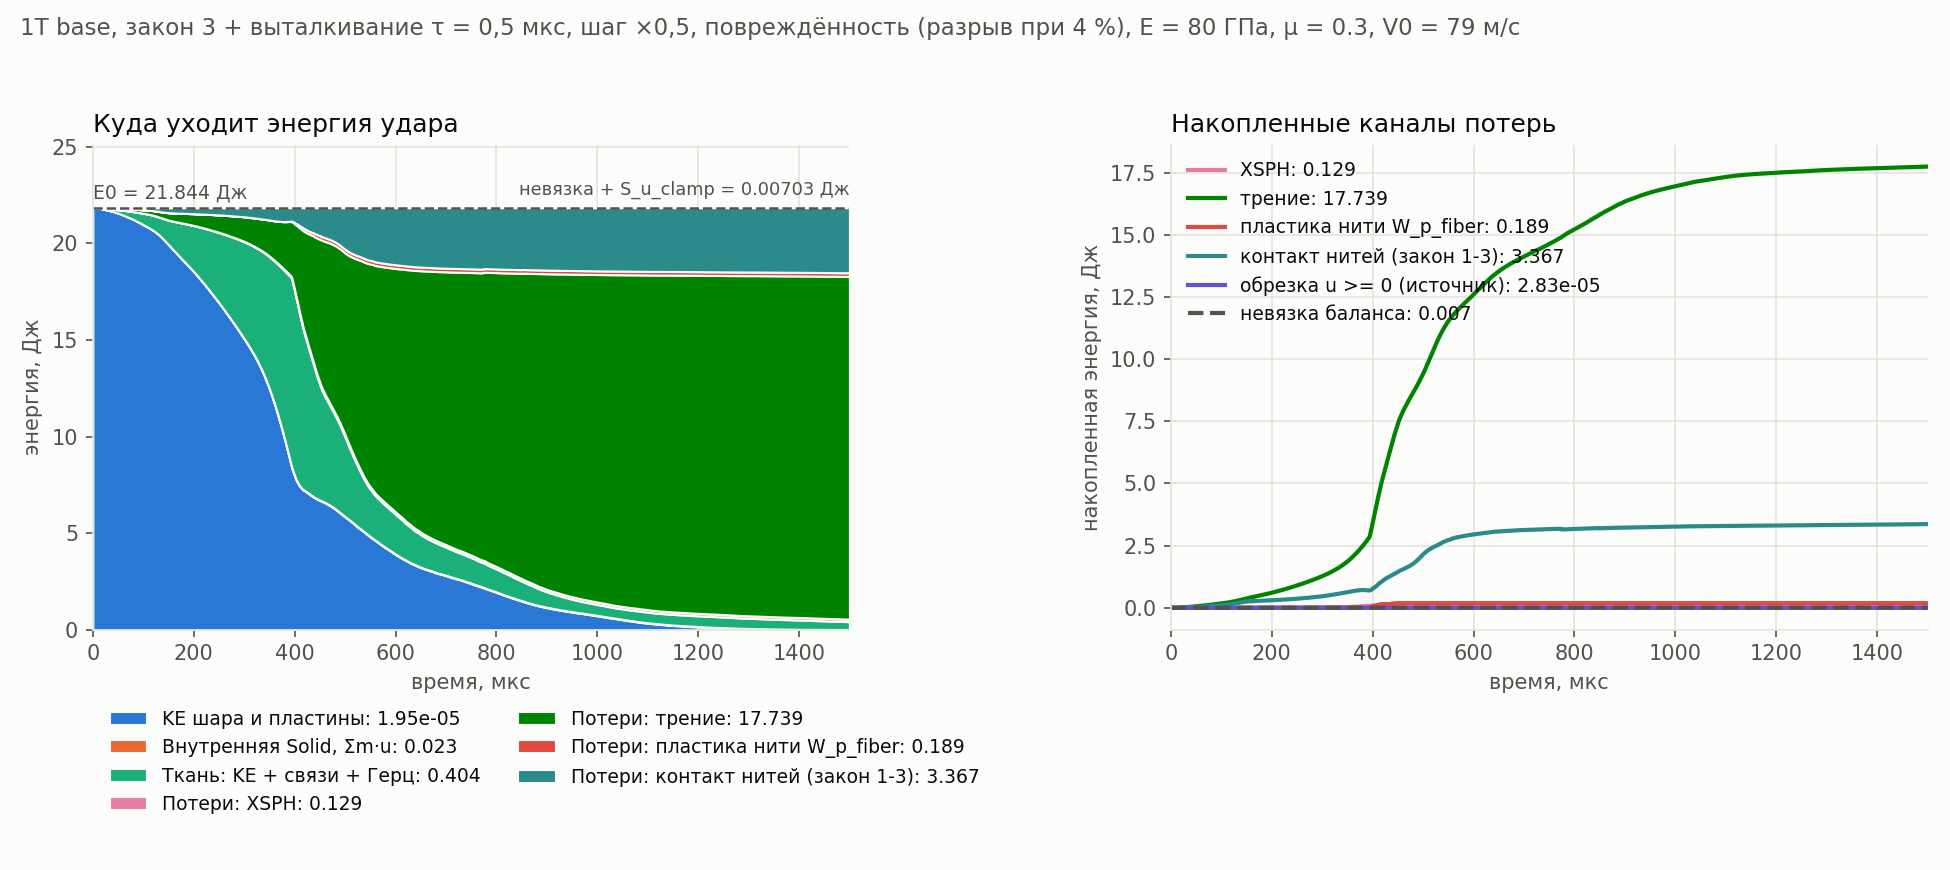 1T base, закон 3 + выталкивание τ = 0,5 мкс, шаг ×0,5, повреждённость (разрыв при 4 %), E = 80 ГПа, μ = 0.3, V0 = 79 м/с
Куда уходит энергия удара
E0 = 21.844 Дж
невязка + S_u_clamp = 0.00703 Дж
энергия, Дж
25
20
15
10
5
0
0 200 400 600 800 1000 1200 1400
время, мкс
KE шара и пластины: 1.95e-05
Внутренняя Solid, Σm·u: 0.023
Ткань: KE + связи + Герц: 0.404
Потери: XSPH: 0.129
Потери: трение: 17.739
Потери: пластика нити W_p_fiber: 0.189
Потери: контакт нитей (закон 1-3): 3.367
Накопленные каналы потерь
накопленная энергия, Дж
17.5
15.0
12.5
10.0
7.5
5.0
2.5
0.0
XSPH: 0.129
трение: 17.739
пластика нити W_p_fiber: 0.189
контакт нитей (закон 1-3): 3.367
обрезка u >= 0 (источник): 2.83e-05
невязка баланса: 0.007
0 200 400 600 800 1000 1200 1400
время, мкс